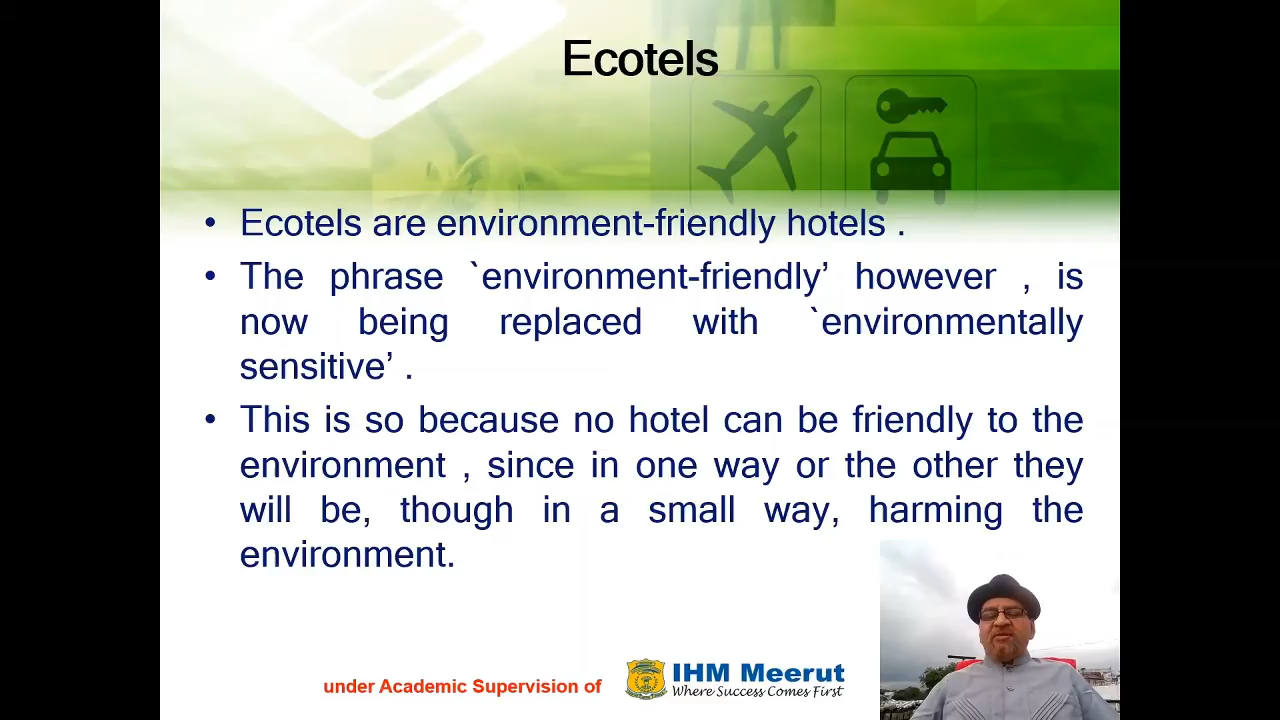 Ecotels
• Ecotels are environment-friendly hotels .
• The phrase `environment-friendly’ however , is
now being replaced with `environmentally
sensitive’ .
• This is so because no hotel can be friendly to the
environment , since in one way or the other they
will be, though in a small way, harming the
environment.
under Academic Supervision of
IHM Meerut
Where Success Comes First